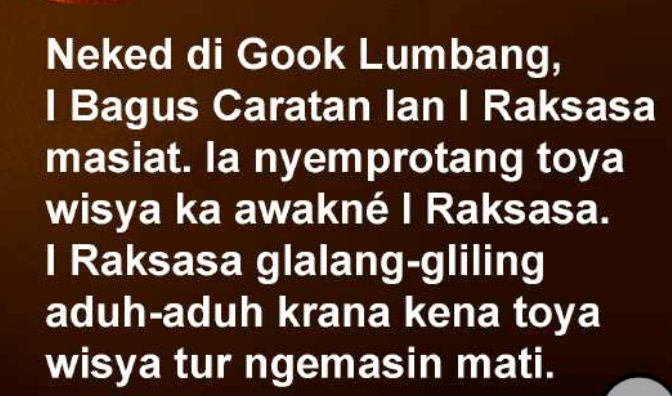 Neked di Gook Lumbang,
I Bagus Caratan lan I Raksasa
masiat. Ia nyemprotang toya
wisya ka awakné I Raksasa.
I Raksasa glalang-gliling
aduh-aduh krana kena toya
wisya tur ngemasin mati.